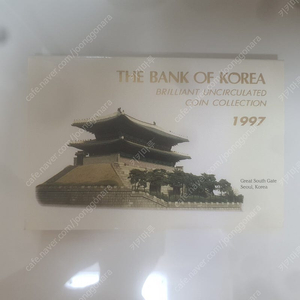 THE BANK OF KOREA
BRILLIANT UNCIRCULATED
COIN COLLECTION
1997
Great South Gate
Seoul, Korea